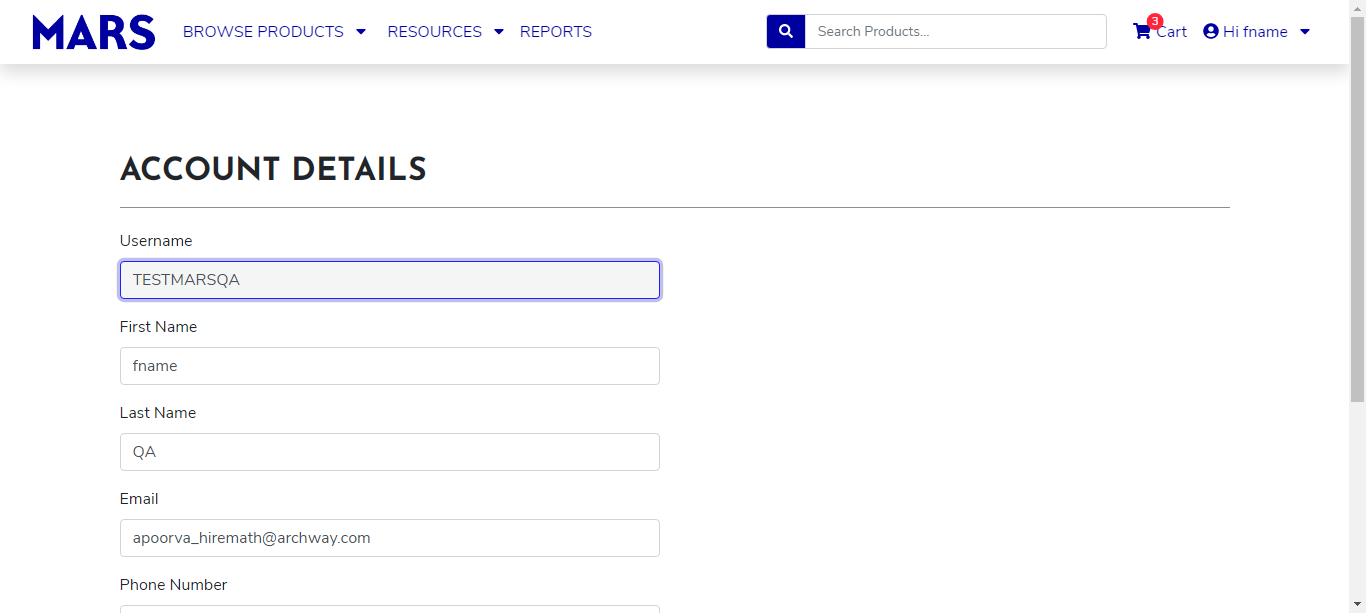 MARS BROWSE PRODUCTS RESOURCES REPORTS Search Products... 3 Cart Hi fname
ACCOUNT DETAILS
Username
TESTMARSQA
First Name
fname
Last Name
QA
Email
apoorva_hiremath@archway.com
Phone Number